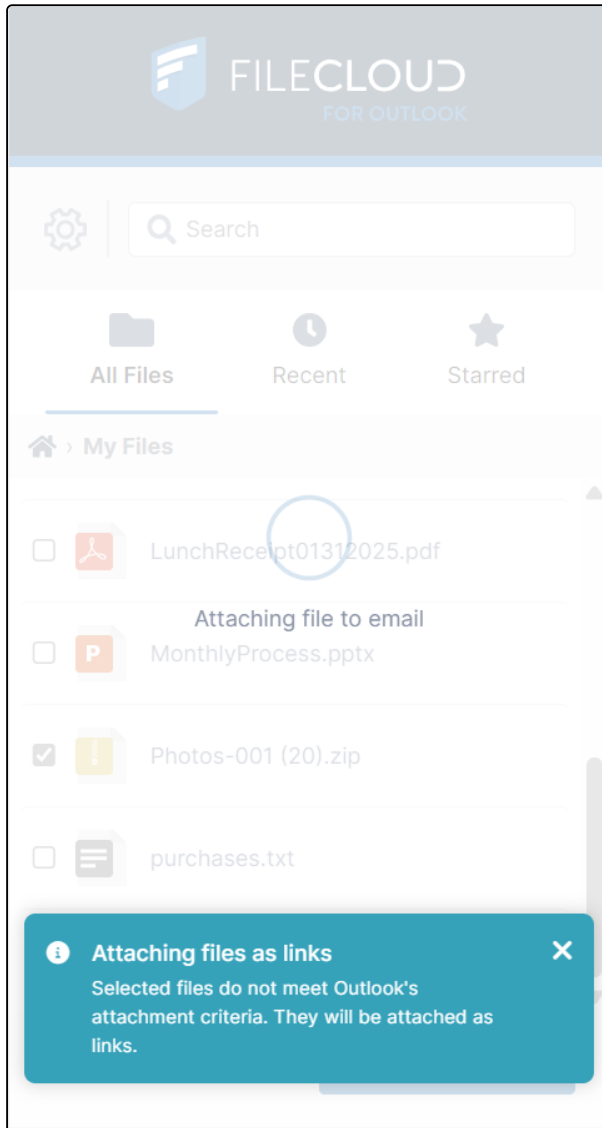 FILECLOUD
FOR OUTLOOK
Search
All Files
Recent
Starred
› My Files
LunchReceipt01312025.pdf
Attaching file to email
MonthlyProcess.pptx
Photos-001 (20).zip
purchases.txt
Attaching files as links
Selected files do not meet Outlook's
attachment criteria. They will be attached as
links.